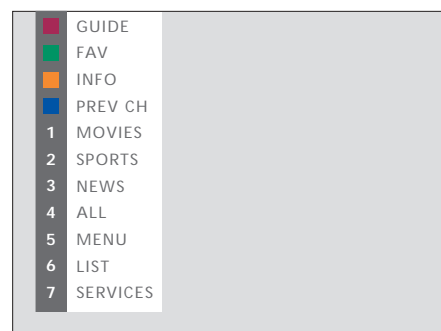 GUIDE
FAV
INFO
PREV CH
1 MOVIES
2 SPORTS
3 NEWS
4 ALL
5 MENU
6 LIST
7 SERVICES